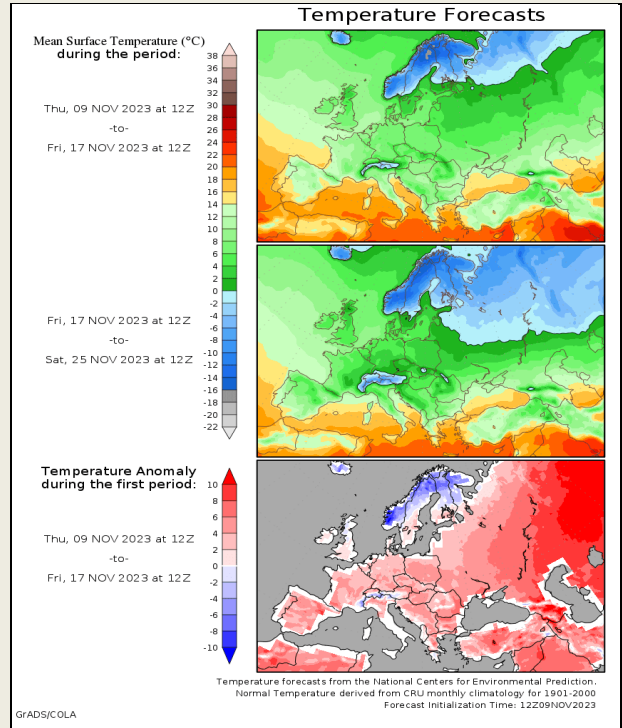 Temperature Forecasts
Mean Surface Temperature (°C)
during the period:
Thu, 09 NOV 2023 at 12Z
-to-
Fri, 17 NOV 2023 at 12Z
38
36
34
32
30
28
26
24
22
20
18
16
14
12
10
8
6
4
2
0
-2
-4
-6
-8
-10
-12
-14
-16
-18
-20
-22
Fri, 17 NOV 2023 at 12Z
-to-
Sat, 25 NOV 2023 at 12Z
Temperature Anomaly
during the first period:
Thu, 09 NOV 2023 at 12Z
-to-
Fri, 17 NOV 2023 at 12Z
10
8
6
4
2
0
-2
-4
-6
-8
-10
Temperature forecasts from the National Centers for Environmental Prediction.
Normal Temperature derived from CRU monthly climatology for 1901-2000
Forecast Initialization Time: 12Z09NOV2023
GrADS/COLA